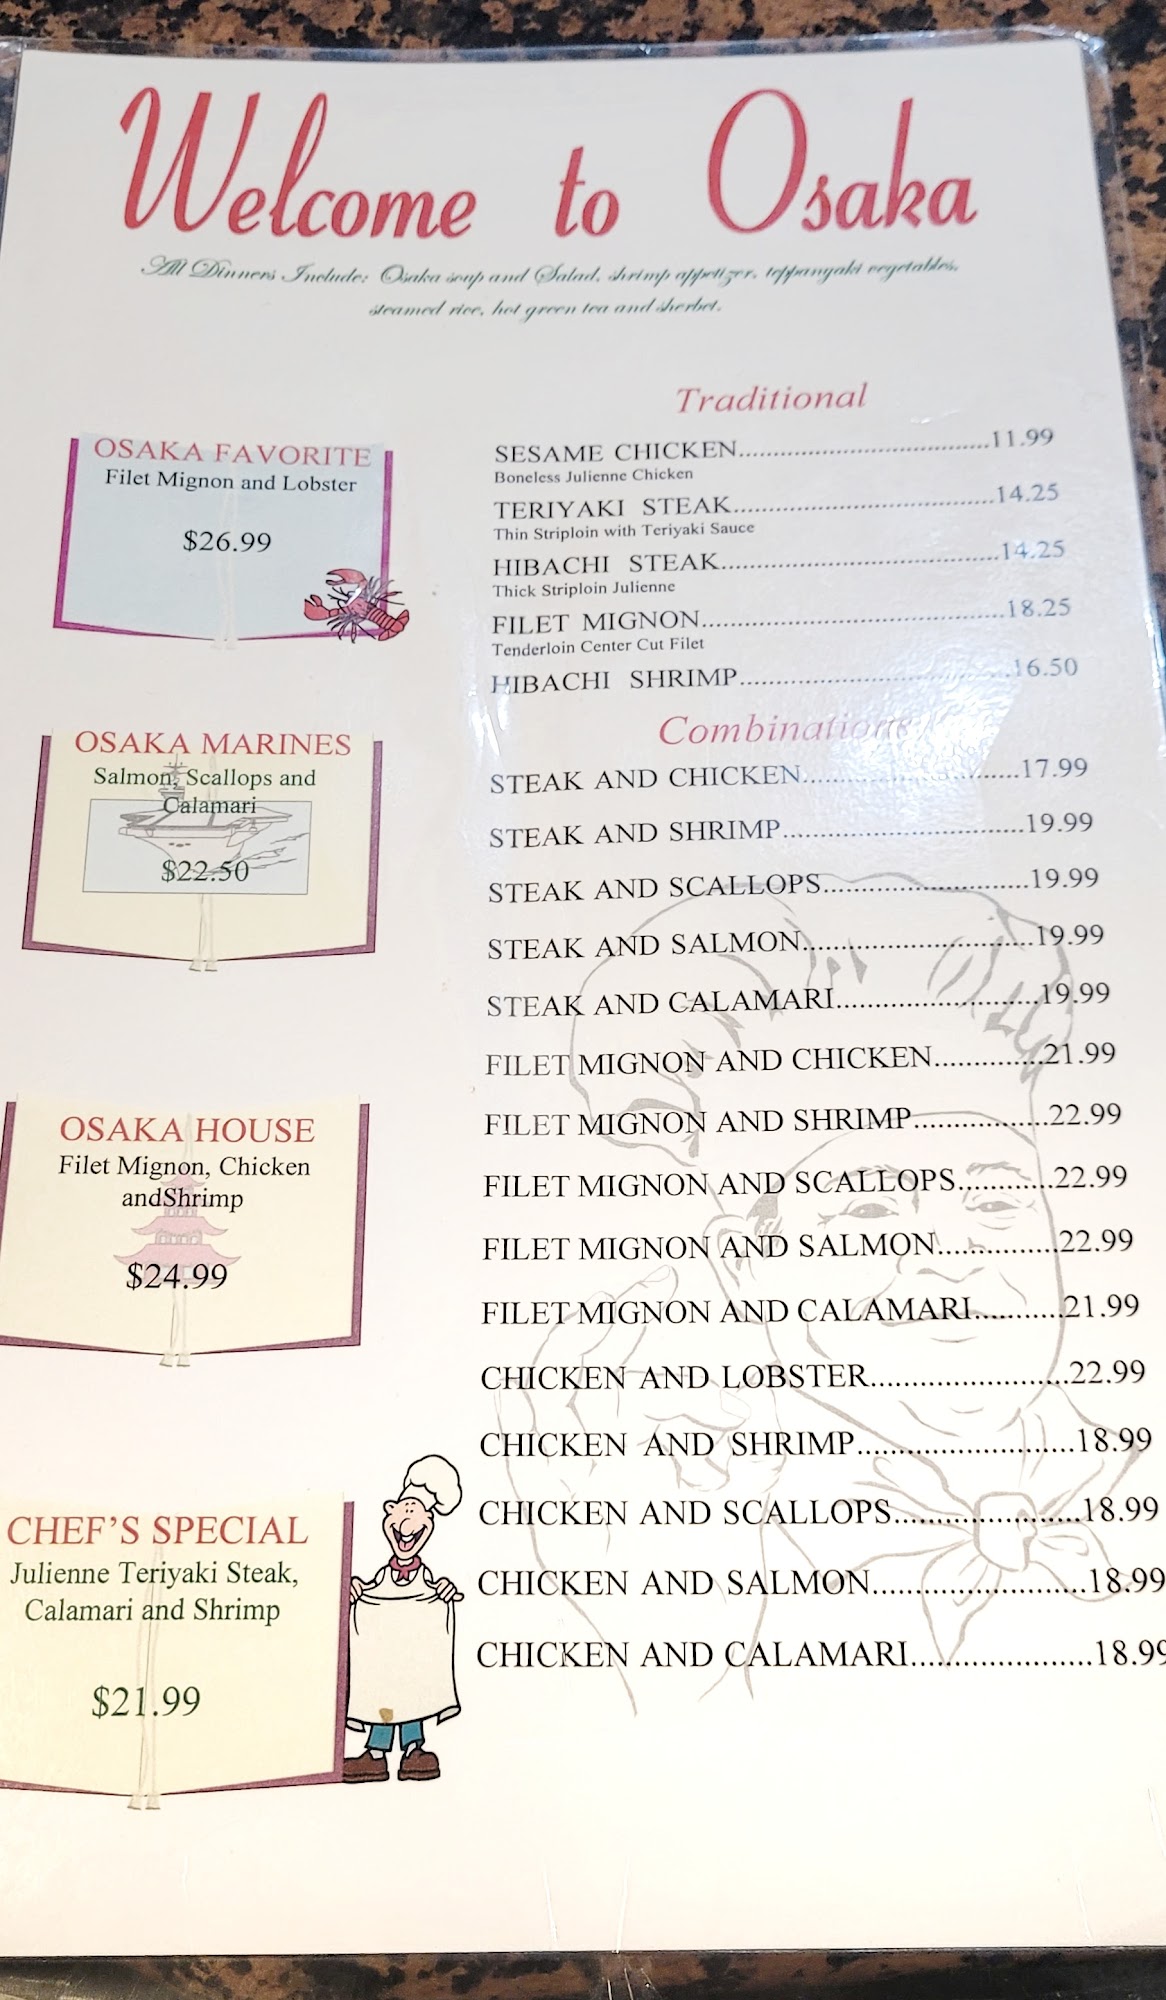 Welcome to Osaka
All Dinners Include: Osaka soup and Salad, shrimp appetizer, teppanyaki vegetables,
steamed rice, hot green tea and sherbet.
OSAKA FAVORITE
Filet Mignon and Lobster
$26.99
OSAKA MARINES
Salmon, Scallops and
Calamari
$22.50
OSAKA HOUSE
Filet Mignon, Chicken
andShrimp
$24.99
CHEF'S SPECIAL
Julienne Teriyaki Steak,
Calamari and Shrimp
$21.99
Traditional
SESAME CHICKEN..................................11.99
Boneless Julienne Chicken
TERIYAKI STEAK...................................14.25
Thin Striploin with Teriyaki Sauce
HIBACHI STEAK.....................................14.25
Thick Striploin Julienne
FILET MIGNON........................................18.25
Tenderloin Center Cut Filet
HIBACHI SHRIMP....................................16.50
Combinations
STEAK AND CHICKEN............................17.99
STEAK AND SHRIMP...............................19.99
STEAK AND SCALLOPS..........................19.99
STEAK AND SALMON.............................19.99
STEAK AND CALAMARI.........................19.99
FILET MIGNON AND CHICKEN..............21.99
FILET MIGNON AND SHRIMP.................22.99
FILET MIGNON AND SCALLOPS............22.99
FILET MIGNON AND SALMON...............22.99
FILET MIGNON AND CALAMARI...........21.99
CHICKEN AND LOBSTER.......................22.99
CHICKEN AND SHRIMP.........................18.99
CHICKEN AND SCALLOPS.....................18.99
CHICKEN AND SALMON.......................18.99
CHICKEN AND CALAMARI....................18.99